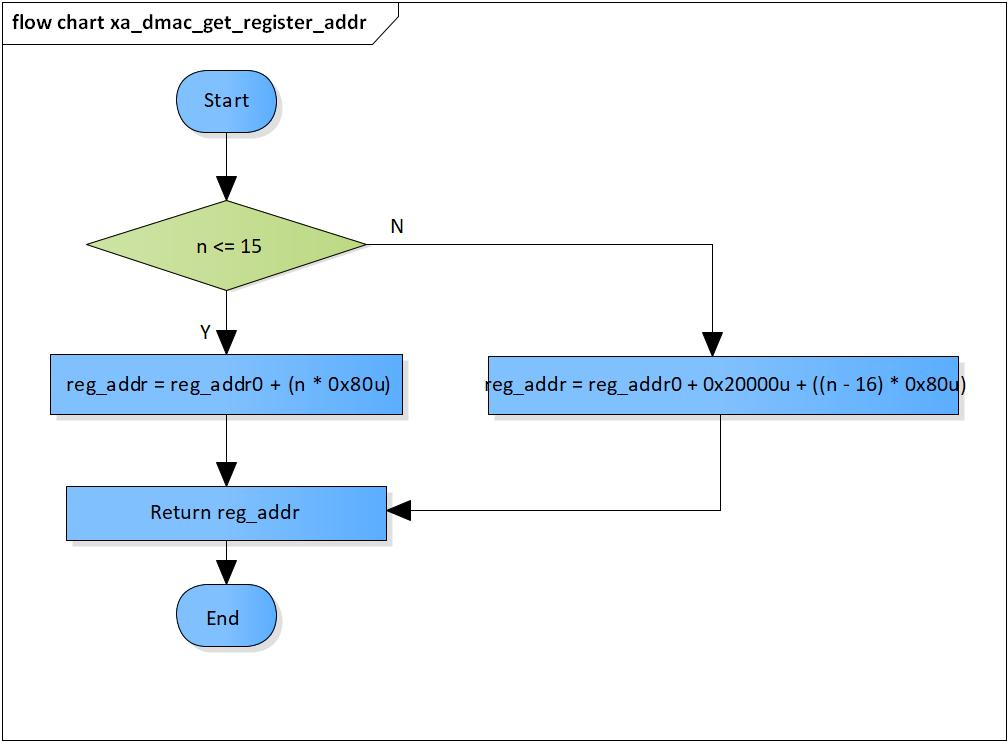 flow chart xa_dmac_get_register_addr
Start
n <= 15
N
Y
reg_addr = reg_addr0 + (n * 0x80u)
reg_addr = reg_addr0 + 0x20000u + ((n - 16) * 0x80u)
Return reg_addr
End